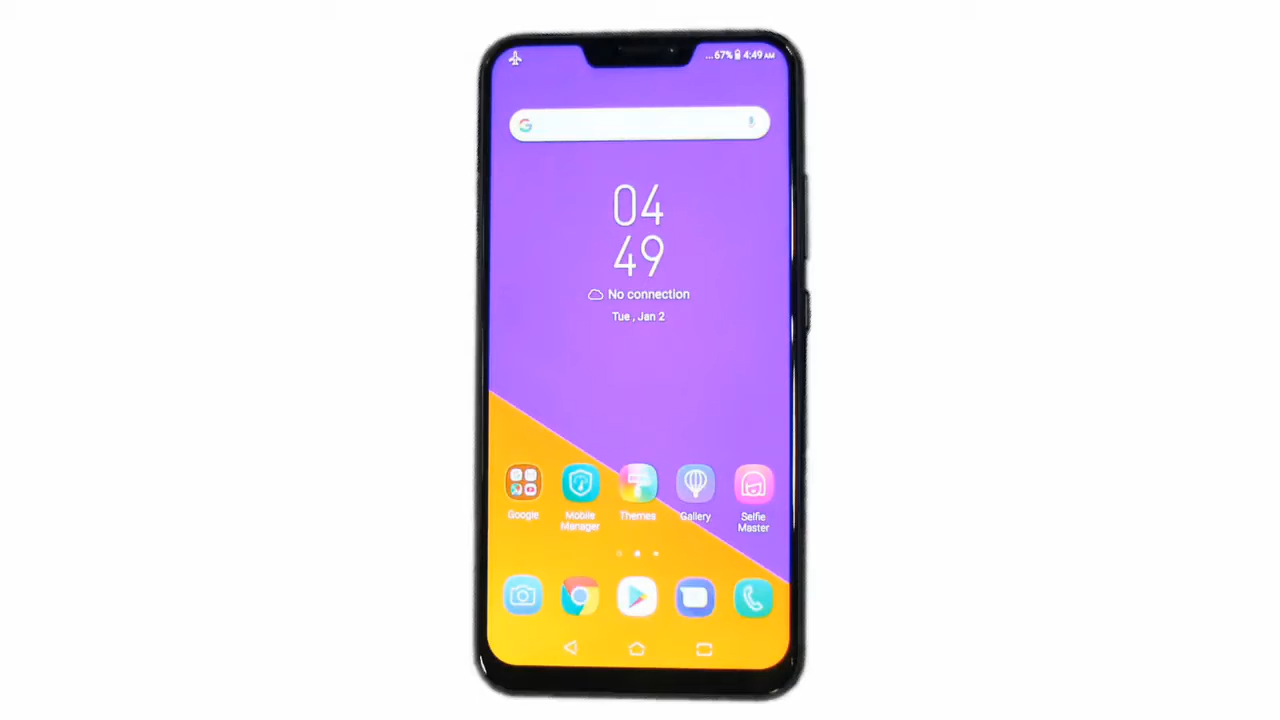 ...67% 4:49 AM
04
49
No connection
Tue , Jan 2
Google
Mobile
Manager
Themes
Gallery
Selfie
Master